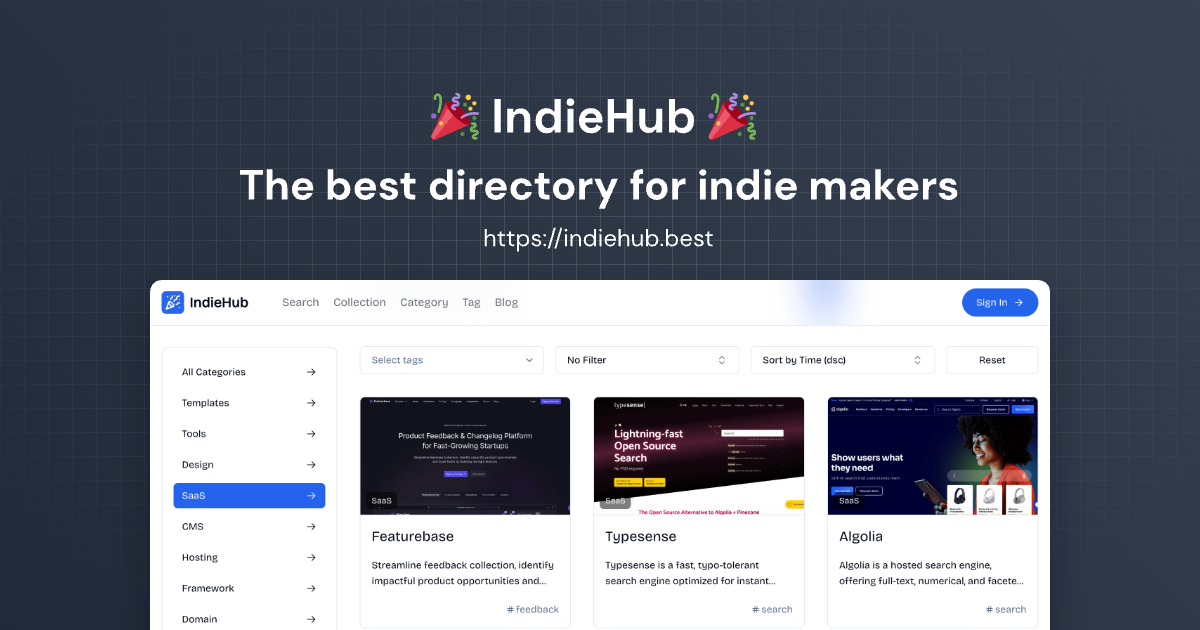 IndieHub
The best directory for indie makers
https://indiehub.best
IndieHub
Search
Collection
Category
Tag
Blog
Sign In
All Categories
Templates
Tools
Design
SaaS
CMS
Hosting
Framework
Domain
Select tags
No Filter
Sort by Time (dsc)
Reset
Product Feedback & Changelog Platform
for Fast-Growing Startups
SaaS
Featurebase
Streamline feedback collection, identify
impactful product opportunities and...
# feedback
typesense
Lightning-fast
Open Source
Search
SaaS
The Open Source Alternative to Algolia + Pinecone
Typesense
Typesense is a fast, typo-tolerant
search engine optimized for instant...
# search
algolia
Show users what
they need
SaaS
Algolia
Algolia is a hosted search engine,
offering full-text, numerical, and facete...
# search